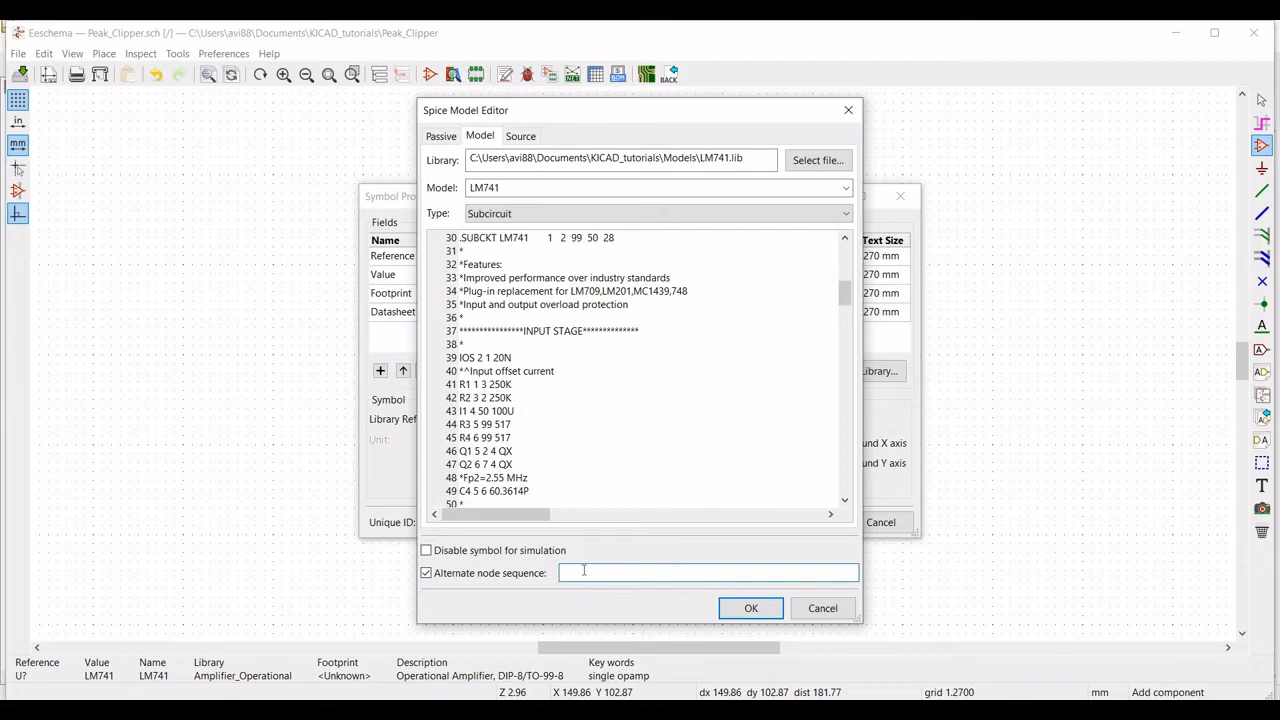 Eeschema — Peak_Clipper.sch [/] — C:\Users\avi88\Documents\KICAD_tutorials\Peak_Clipper
File Edit View Place Inspect Tools Preferences Help
BACK
Spice Model Editor
Passive Model Source
Library: C:\Users\avi88\Documents\KICAD_tutorials\Models\LM741.lib Select file...
Model: LM741
Type: Subcircuit
30 .SUBCKT LM741 1 2 99 50 28
31 *
32 *Features:
33 *Improved performance over industry standards
34 *Plug-in replacement for LM709,LM201,MC1439,748
35 *Input and output overload protection
36 *
37 ***************INPUT STAGE**************
38 *
39 IOS 2 1 20N
40 *^Input offset current
41 R1 1 3 250K
42 R2 3 2 250K
43 I1 4 50 100U
44 R3 5 99 517
45 R4 6 99 517
46 Q1 5 2 4 QX
47 Q2 6 7 4 QX
48 *Fp2=2.55 MHz
49 C4 5 6 60.3614P
50 *
Disable symbol for simulation
Alternate node sequence:
OK Cancel
Symbol Pro
Fields
Name Text Size
Reference 270 mm
Value 270 mm
Footprint 270 mm
Datasheet 270 mm
Library...
Symbol
Library Ref
Unit:
und X axis
und Y axis
Unique ID: Cancel
in
mm
Reference Value Name Library Footprint Description Key words
U? LM741 LM741 Amplifier_Operational <Unknown> Operational Amplifier, DIP-8/TO-99-8 single opamp
Z 2.96 X 149.86 Y 102.87 dx 149.86 dy 102.87 dist 181.77 grid 1.2700 mm Add component